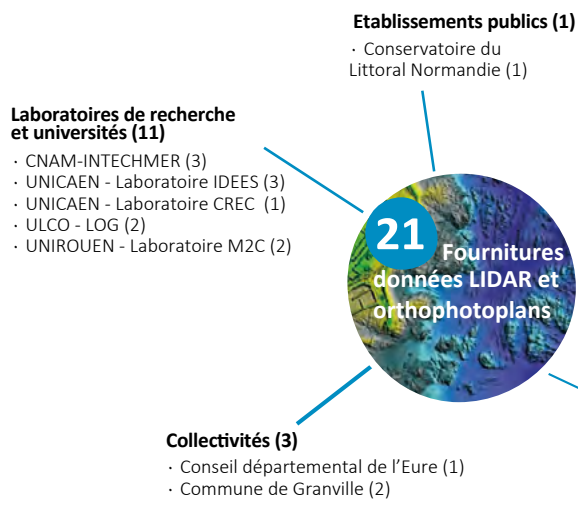 Etablissements publics (1)
· Conservatoire du
Littoral Normandie (1)
Laboratoires de recherche
et universités (11)
· CNAM-INTECHMER (3)
· UNICAEN - Laboratoire IDEES (3)
· UNICAEN - Laboratoire CREC (1)
· ULCO - LOG (2)
· UNIROUEN - Laboratoire M2C (2)
21
Fournitures
données LIDAR et
orthophotoplans
Collectivités (3)
· Conseil départemental de l’Eure (1)
· Commune de Granville (2)